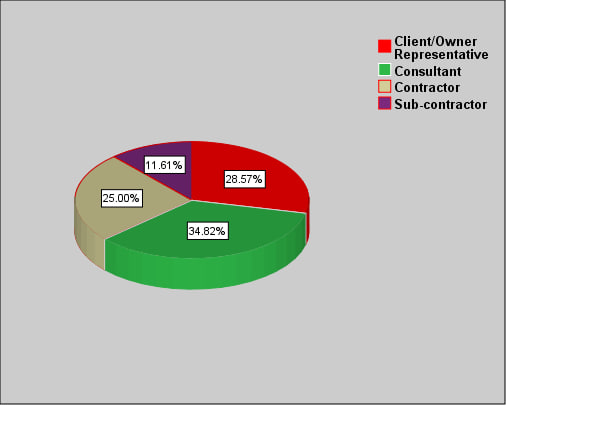 Client/Owner
Representative
Consultant
Contractor
Sub-contractor
11.61%
28.57%
25.00%
34.82%